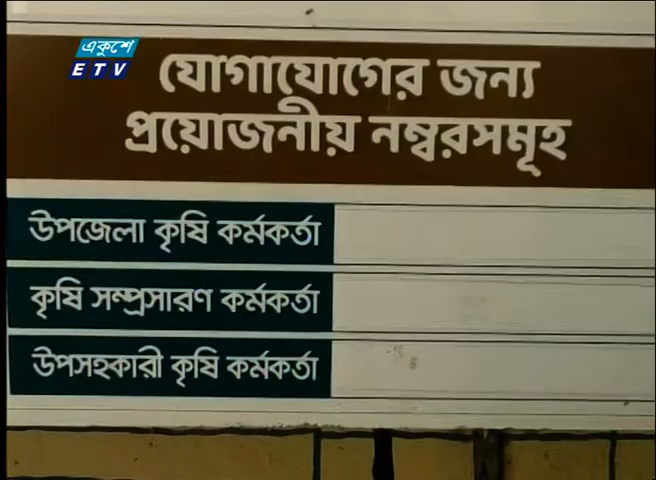 একুশে
ETV
যোগাযোগের জন্য
প্রয়োজনীয় নম্বরসমূহ
উপজেলা কৃষি কর্মকর্তা
কৃষি সম্প্রসারণ কর্মকর্তা
উপসহকারী কৃষি কর্মকর্তা